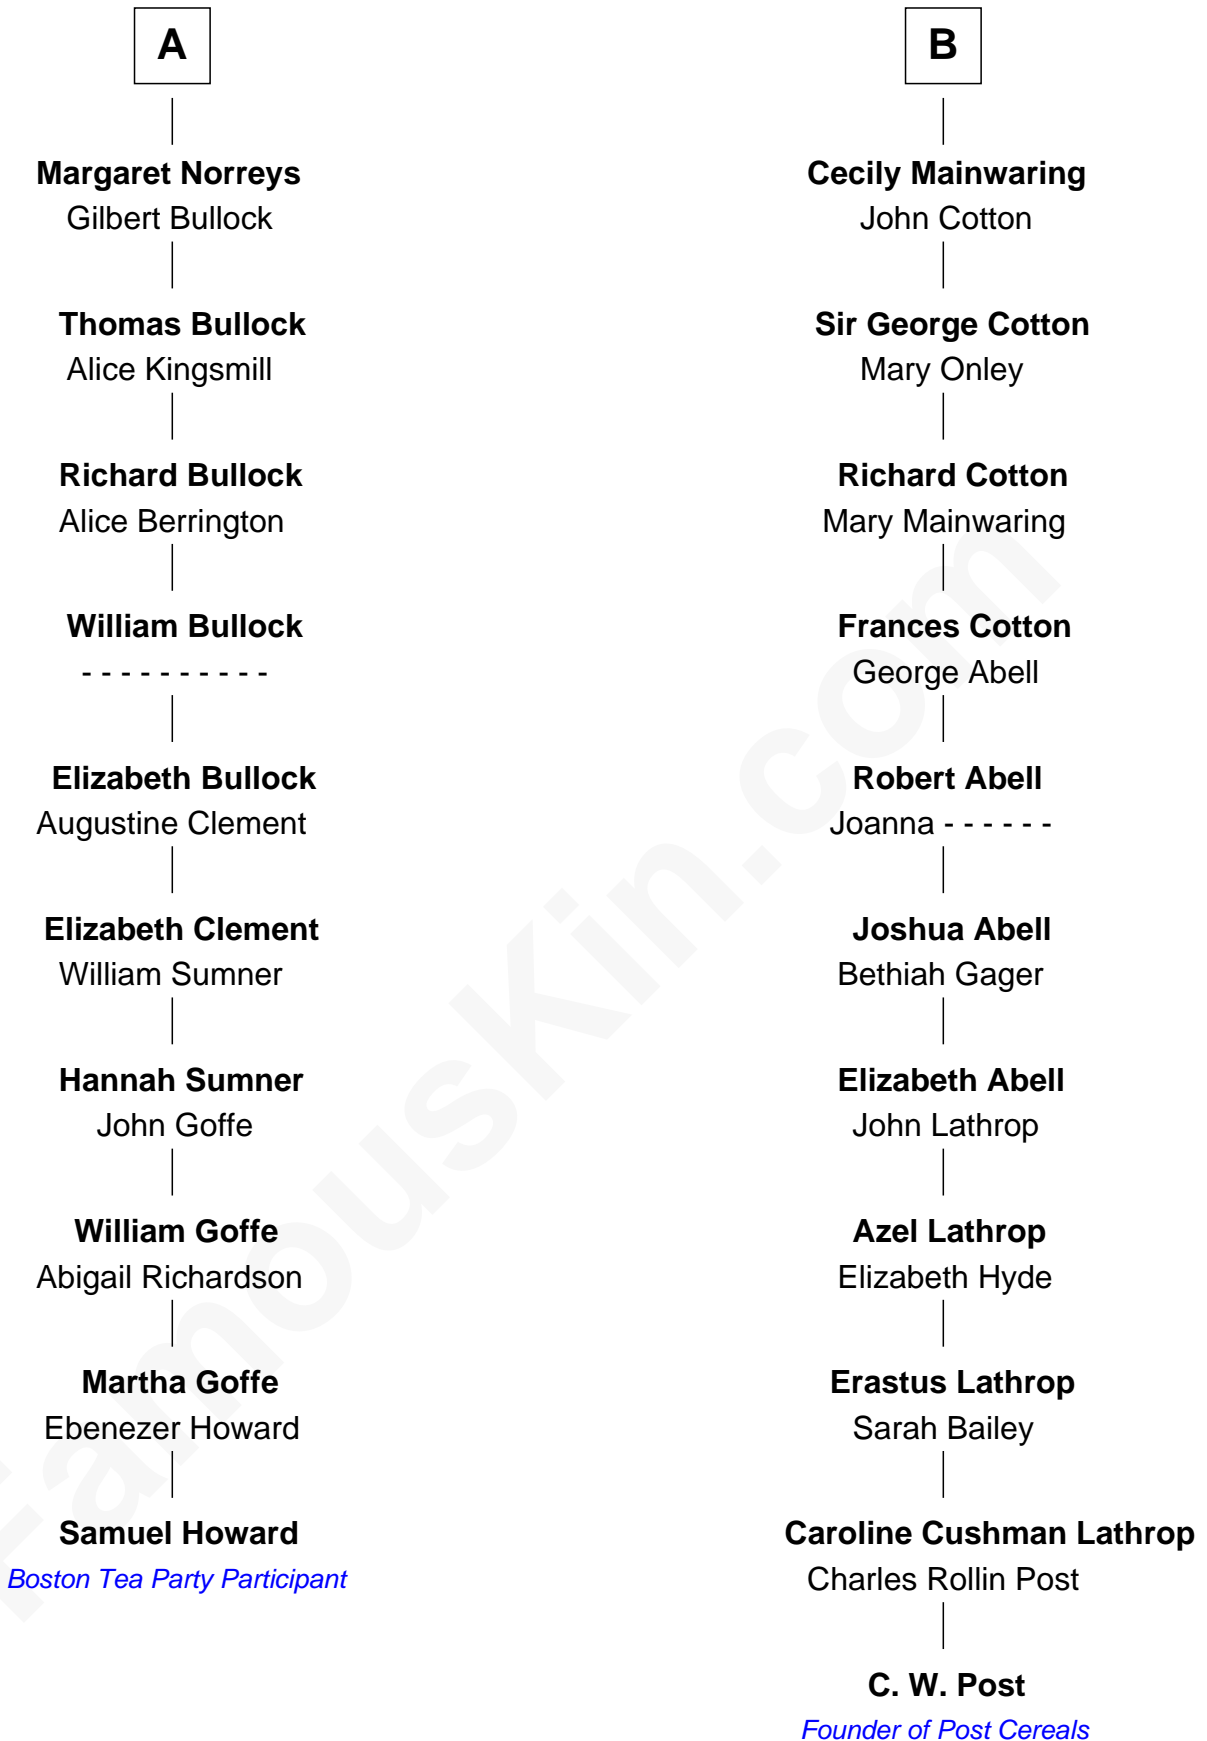 A
Margaret Norreys
Gilbert Bullock
Thomas Bullock
Alice Kingsmill
Richard Bullock
Alice Berrington
William Bullock
- - - - - - - - - -
Elizabeth Bullock
Augustine Clement
Elizabeth Clement
William Sumner
Hannah Sumner
John Goffe
William Goffe
Abigail Richardson
Martha Goffe
Ebenezer Howard
Samuel Howard
Boston Tea Party Participant
B
Cecily Mainwaring
John Cotton
Sir George Cotton
Mary Onley
Richard Cotton
Mary Mainwaring
Frances Cotton
George Abell
Robert Abell
Joanna - - - - - -
Joshua Abell
Bethiah Gager
Elizabeth Abell
John Lathrop
Azel Lathrop
Elizabeth Hyde
Erastus Lathrop
Sarah Bailey
Caroline Cushman Lathrop
Charles Rollin Post
C. W. Post
Founder of Post Cereals
FamousKin.com